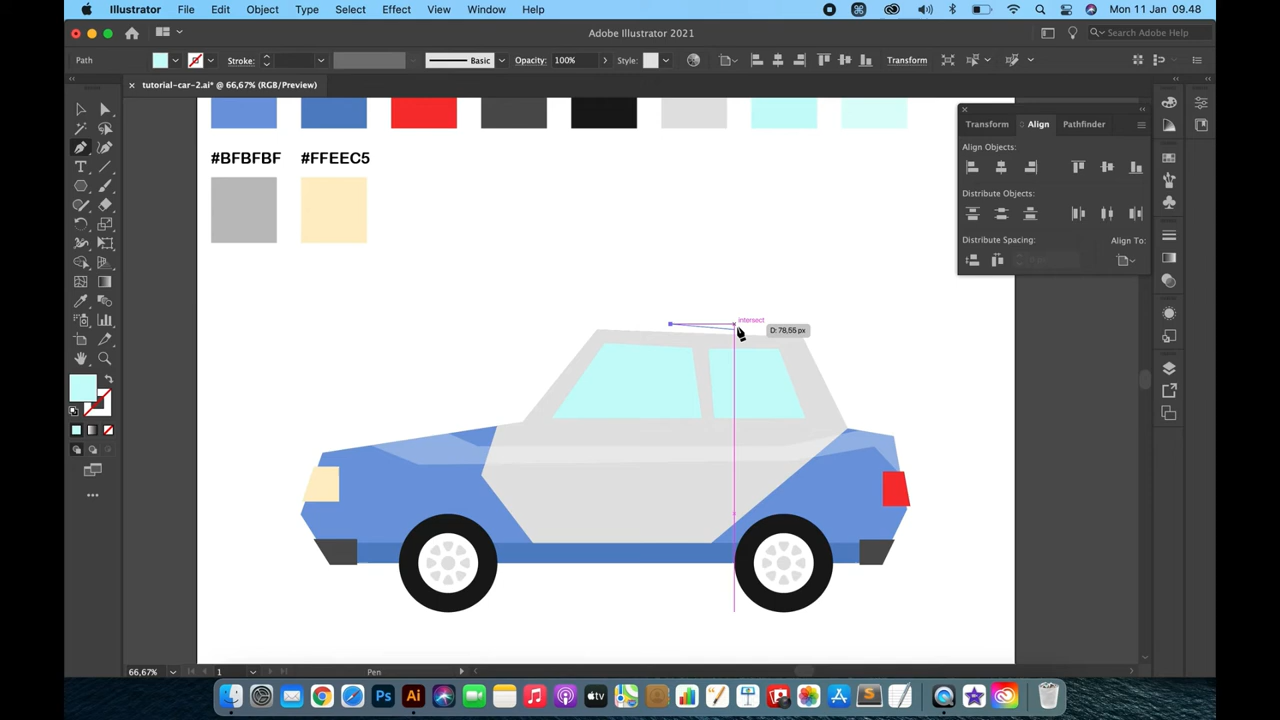 Illustrator File Edit Object Type Select Effect View Window Help Mon 11 Jan 09.48
Adobe Illustrator 2021
Search Adobe Help
Path Stroke: Basic Opacity: 100% Style: Transform
tutorial-car-2.ai* @ 66,67% (RGB/Preview)
Transform Align Pathfinder
Align Objects:
#BFBFBF #FFEEC5
Distribute Objects:
Distribute Spacing: Align To:
intersect
D: 78,55 px
66,67% 1 Pen
Ps Ai tv S